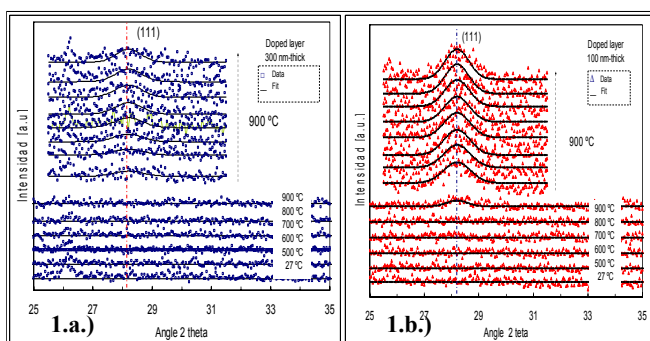 (111)
Doped layer
300 nm-thick
Data
Fit
900 ºC
900 ºC
800 ºC
700 ºC
600 ºC
500 ºC
27 ºC
Intensidad [a.u]
25 27 29 31 33 35
1.a.)
Angle 2 theta
(111)
Doped layer
100 nm-thick
Data
Fit
900 ºC
900 ºC
800 ºC
700 ºC
600 ºC
500 ºC
27 ºC
Intensidad [a.u.]
25 27 29 31 33 35
1.b.)
Angle 2 teta